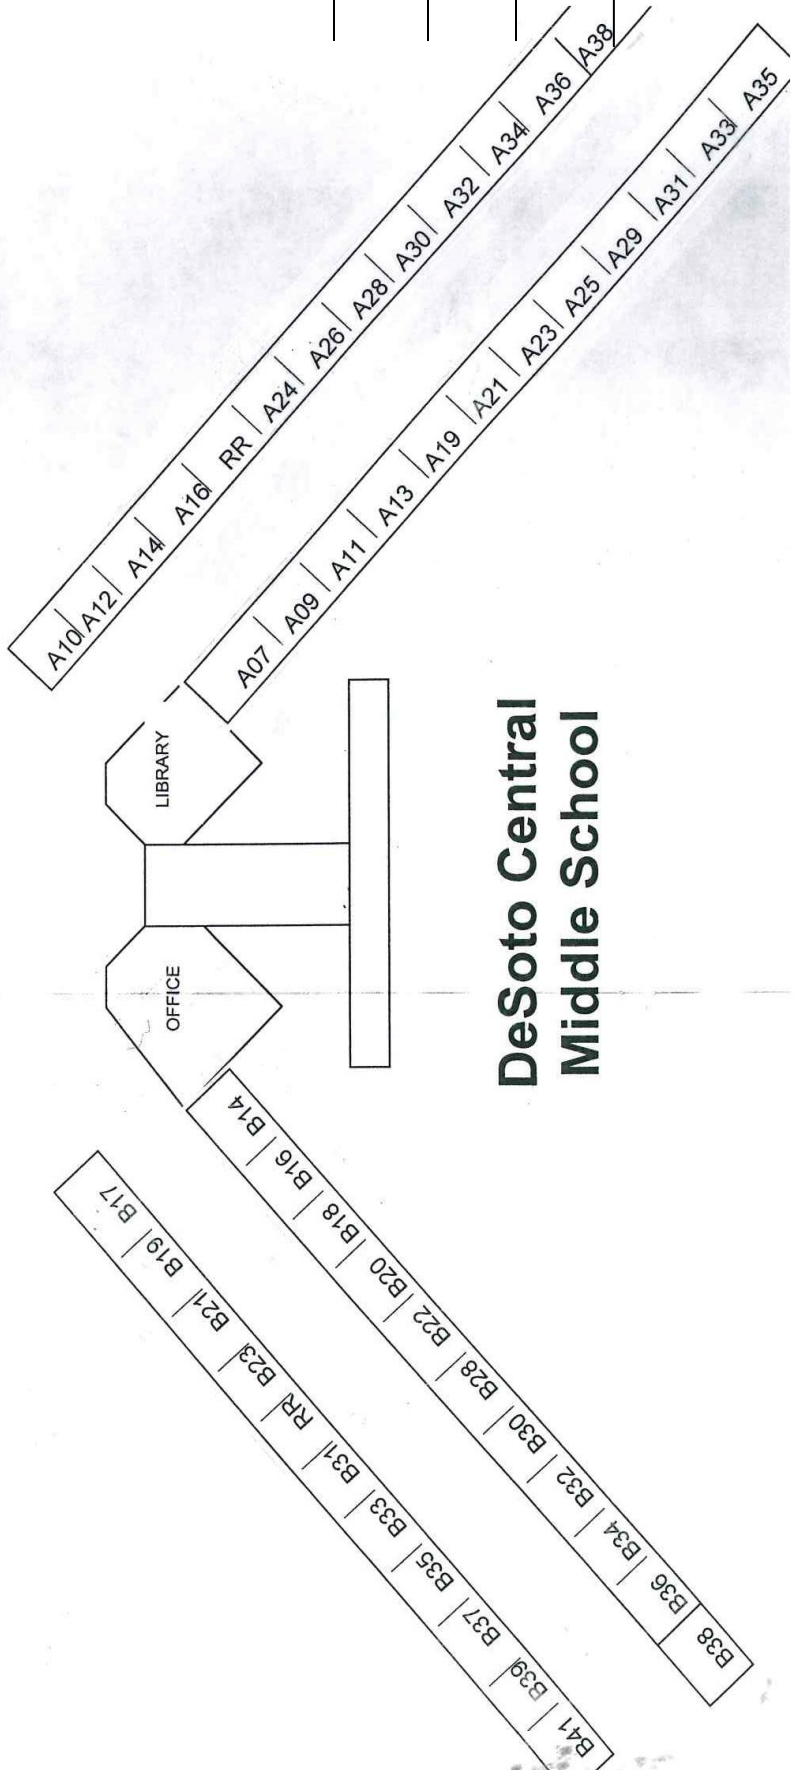 A10
A12
A14
A16
RR
A24
A26
A28
A30
A32
A34
A36
A38
A07
A09
A11
A13
A19
A21
A23
A25
A29
A31
A33
A35
LIBRARY
OFFICE
DeSoto Central
Middle School
B14
B16
B18
B20
B22
B28
B30
B32
B34
B36
B38
B17
B19
B21
B23
RR
B31
B33
B35
B37
B39
B41